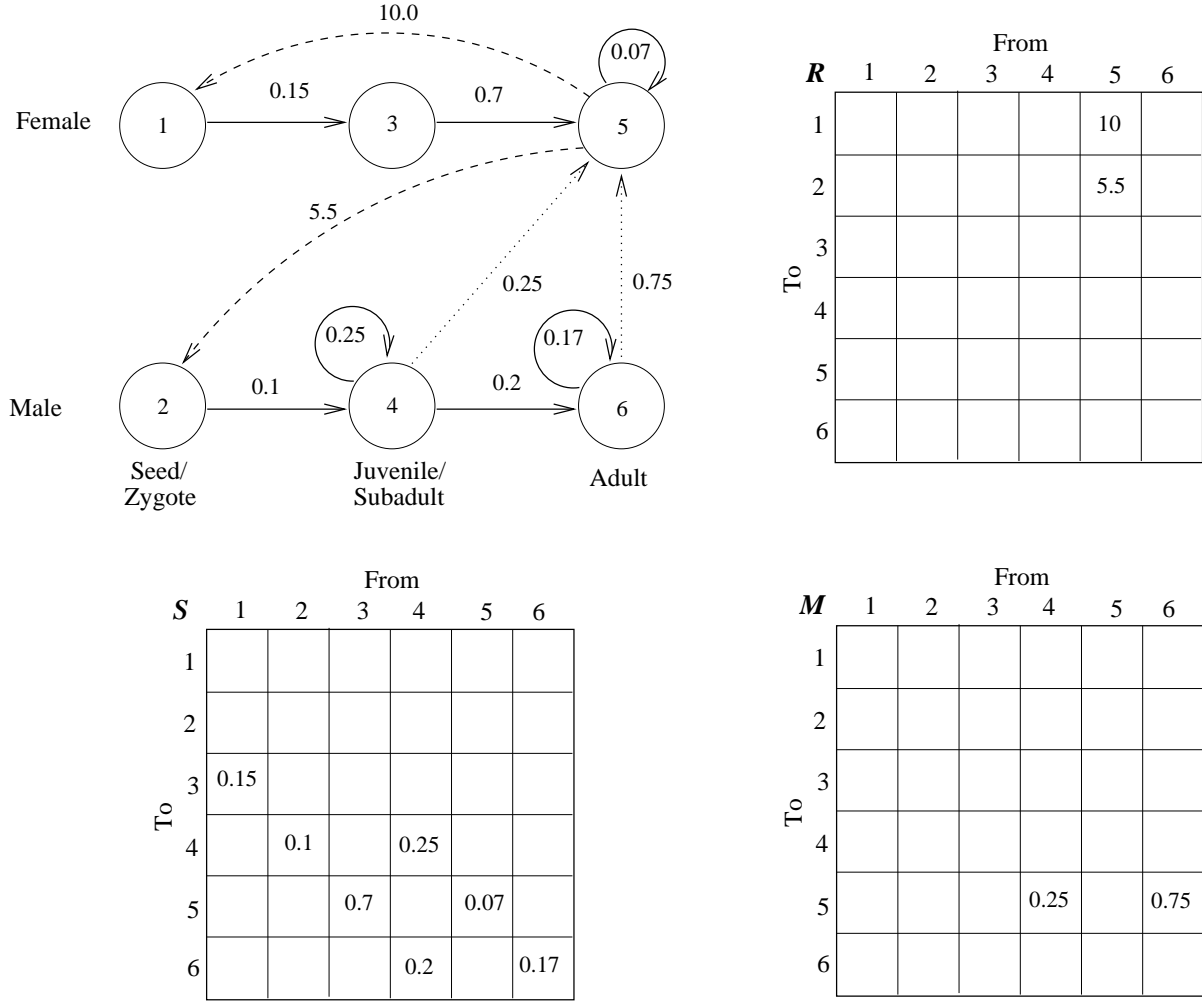 10.0
0.07
0.15
0.7
Female
1
3
5
5.5
0.25
0.75
0.25
0.17
0.1
0.2
Male
2
4
6
Seed/
Zygote
Juvenile/
Subadult
Adult
From
R 1 2 3 4 5 6
1 10
2 5.5
3
To
4
5
6
From
S 1 2 3 4 5 6
1
2
3 0.15
To
4 0.1 0.25
5 0.7 0.07
6 0.2 0.17
From
M 1 2 3 4 5 6
1
2
3
To
4
5 0.25 0.75
6